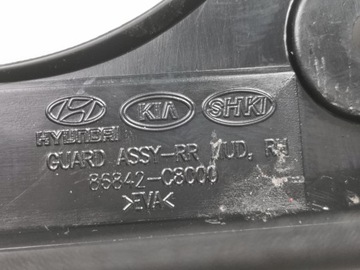 KIA SHKI
HYUNDAI
GUARD ASSY-RR MUD, RH
86842-C8000
>EVA<